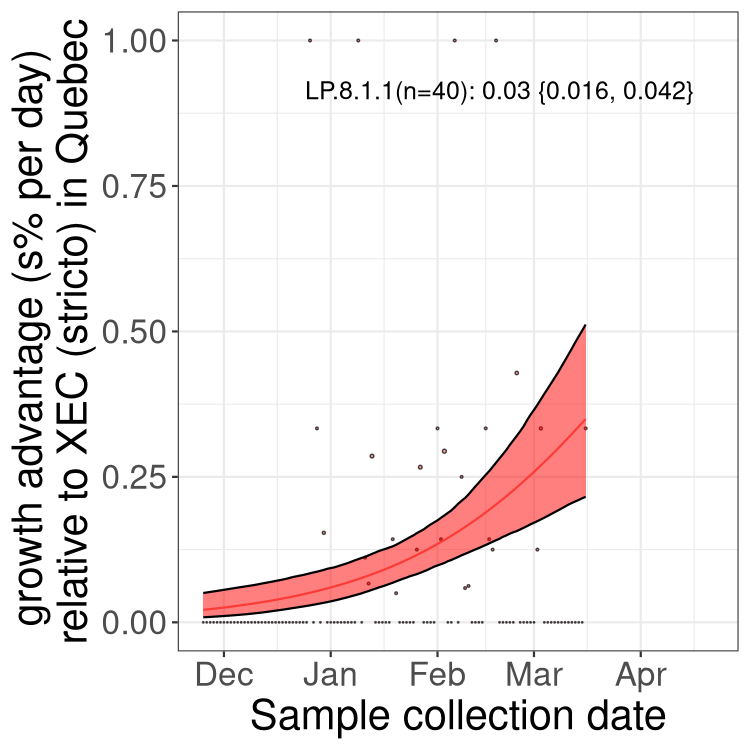 growth advantage (s% per day)
relative to XEC (stricto) in Quebec
1.00
0.75
0.50
0.25
0.00
LP.8.1.1(n=40): 0.03 {0.016, 0.042}
Dec Jan Feb Mar Apr
Sample collection date